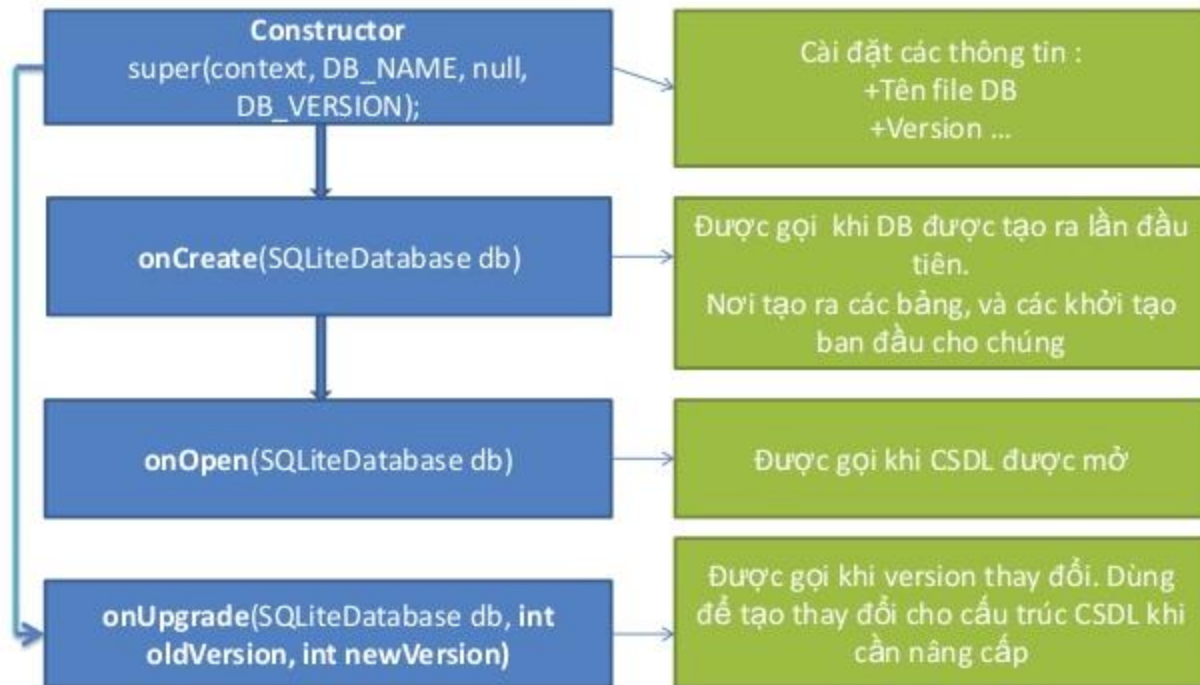 Constructor
super(context, DB_NAME, null,
DB_VERSION);
Cài đặt các thông tin :
+Tên file DB
+Version ...
onCreate(SQLiteDatabase db)
Được gọi khi DB được tạo ra lần đầu
tiên.
Nơi tạo ra các bảng, và các khởi tạo
ban đầu cho chúng
onOpen(SQLiteDatabase db)
Được gọi khi CSDL được mở
onUpgrade(SQLiteDatabase db, int
oldVersion, int newVersion)
Được gọi khi version thay đổi. Dùng
để tạo thay đổi cho cấu trúc CSDL khi
cần nâng cấp